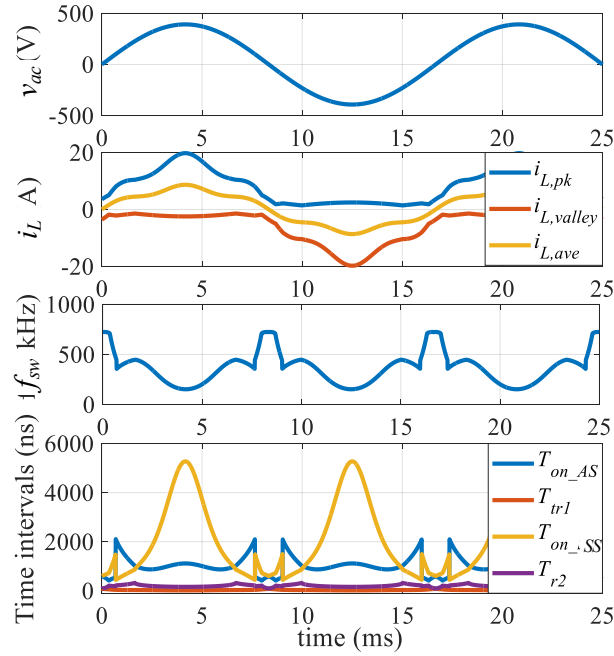 500
0
-500
v_ac (V)
0 5 10 15 20 25
20
0
-20
i_L A)
i_L,pk
i_L,valley
i_L,ave
0 5 10 15 20 25
1000
500
0
f_sw kHz)
0 5 10 15 20 25
6000
4000
2000
0
Time intervals (ns)
T_on_AS
T_tr1
T_on_SS
T_r2
0 5 10 15 20 25
time (ms)